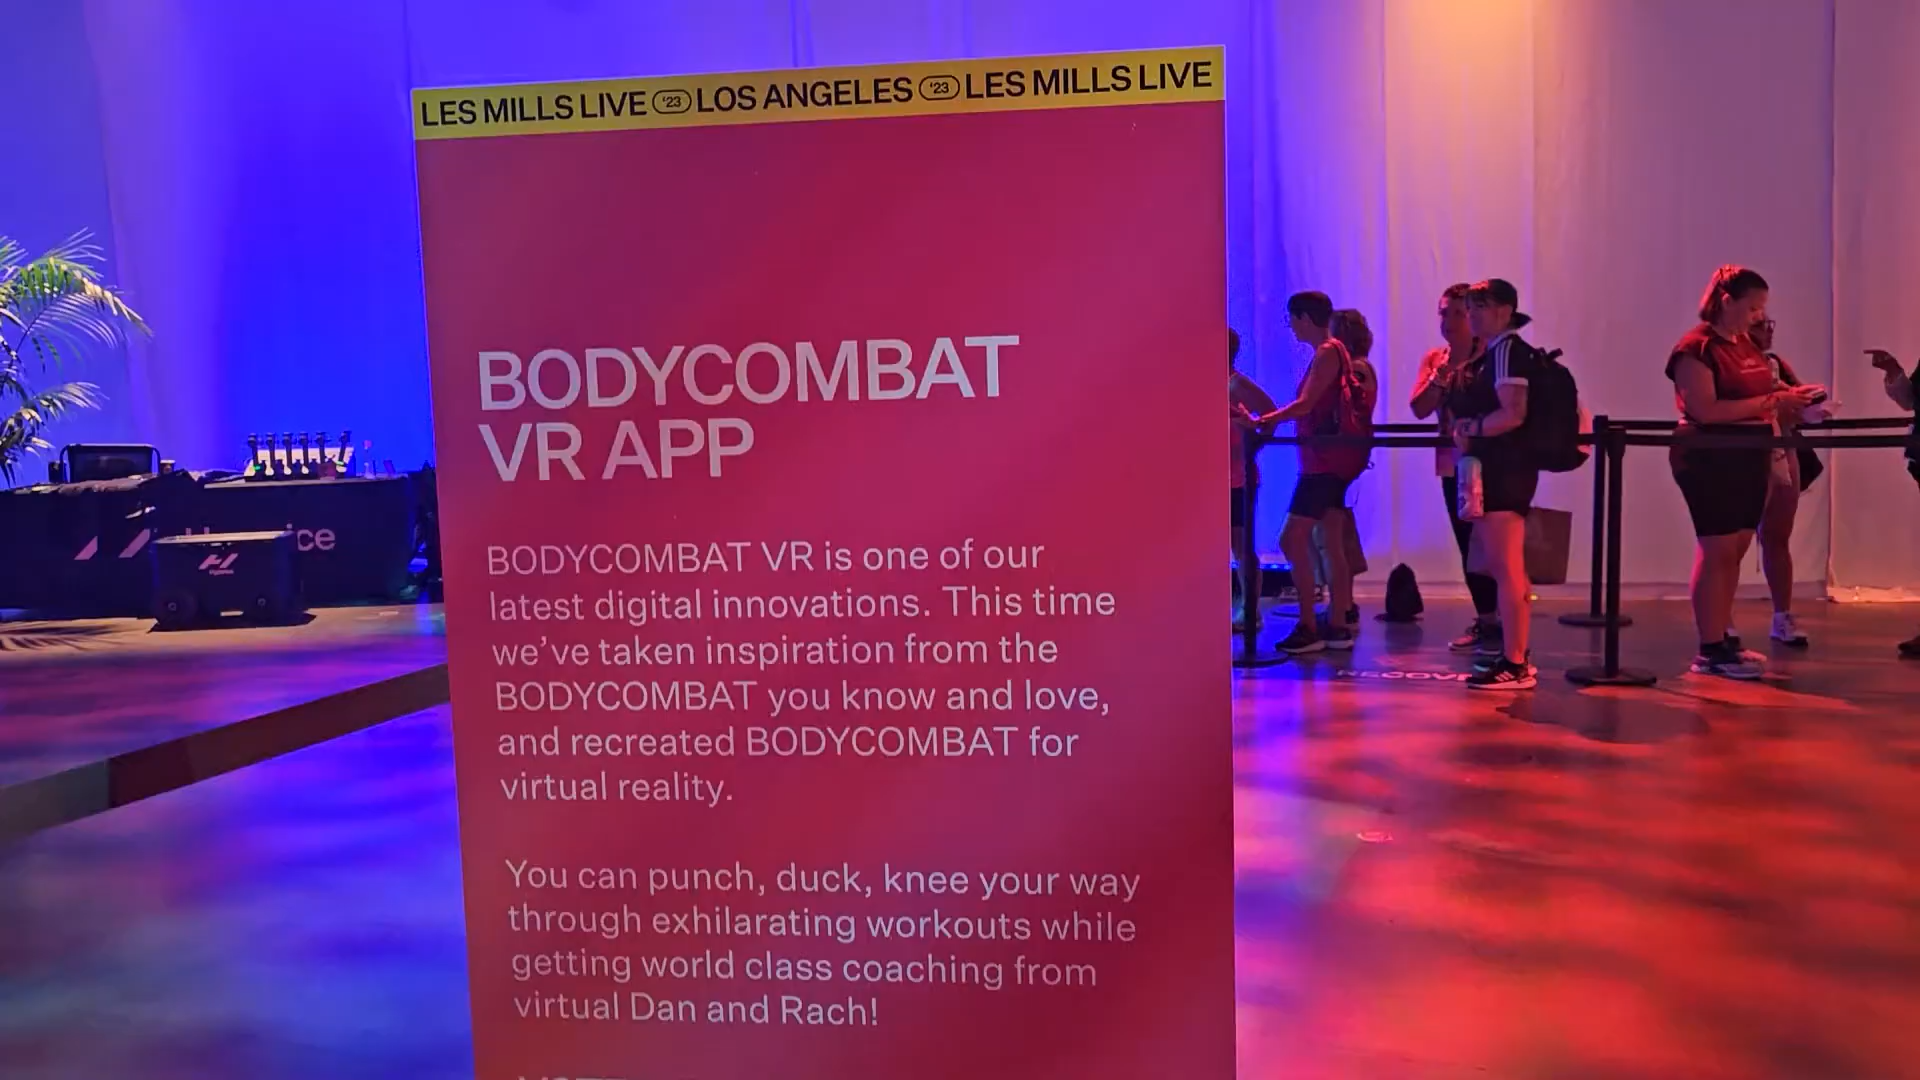 LES MILLS LIVE '23 LOS ANGELES '23 LES MILLS LIVE
BODYCOMBAT
VR APP
BODYCOMBAT VR is one of our
latest digital innovations. This time
we've taken inspiration from the
BODYCOMBAT you know and love,
and recreated BODYCOMBAT for
virtual reality.
You can punch, duck, knee your way
through exhilarating workouts while
getting world class coaching from
virtual Dan and Rach!